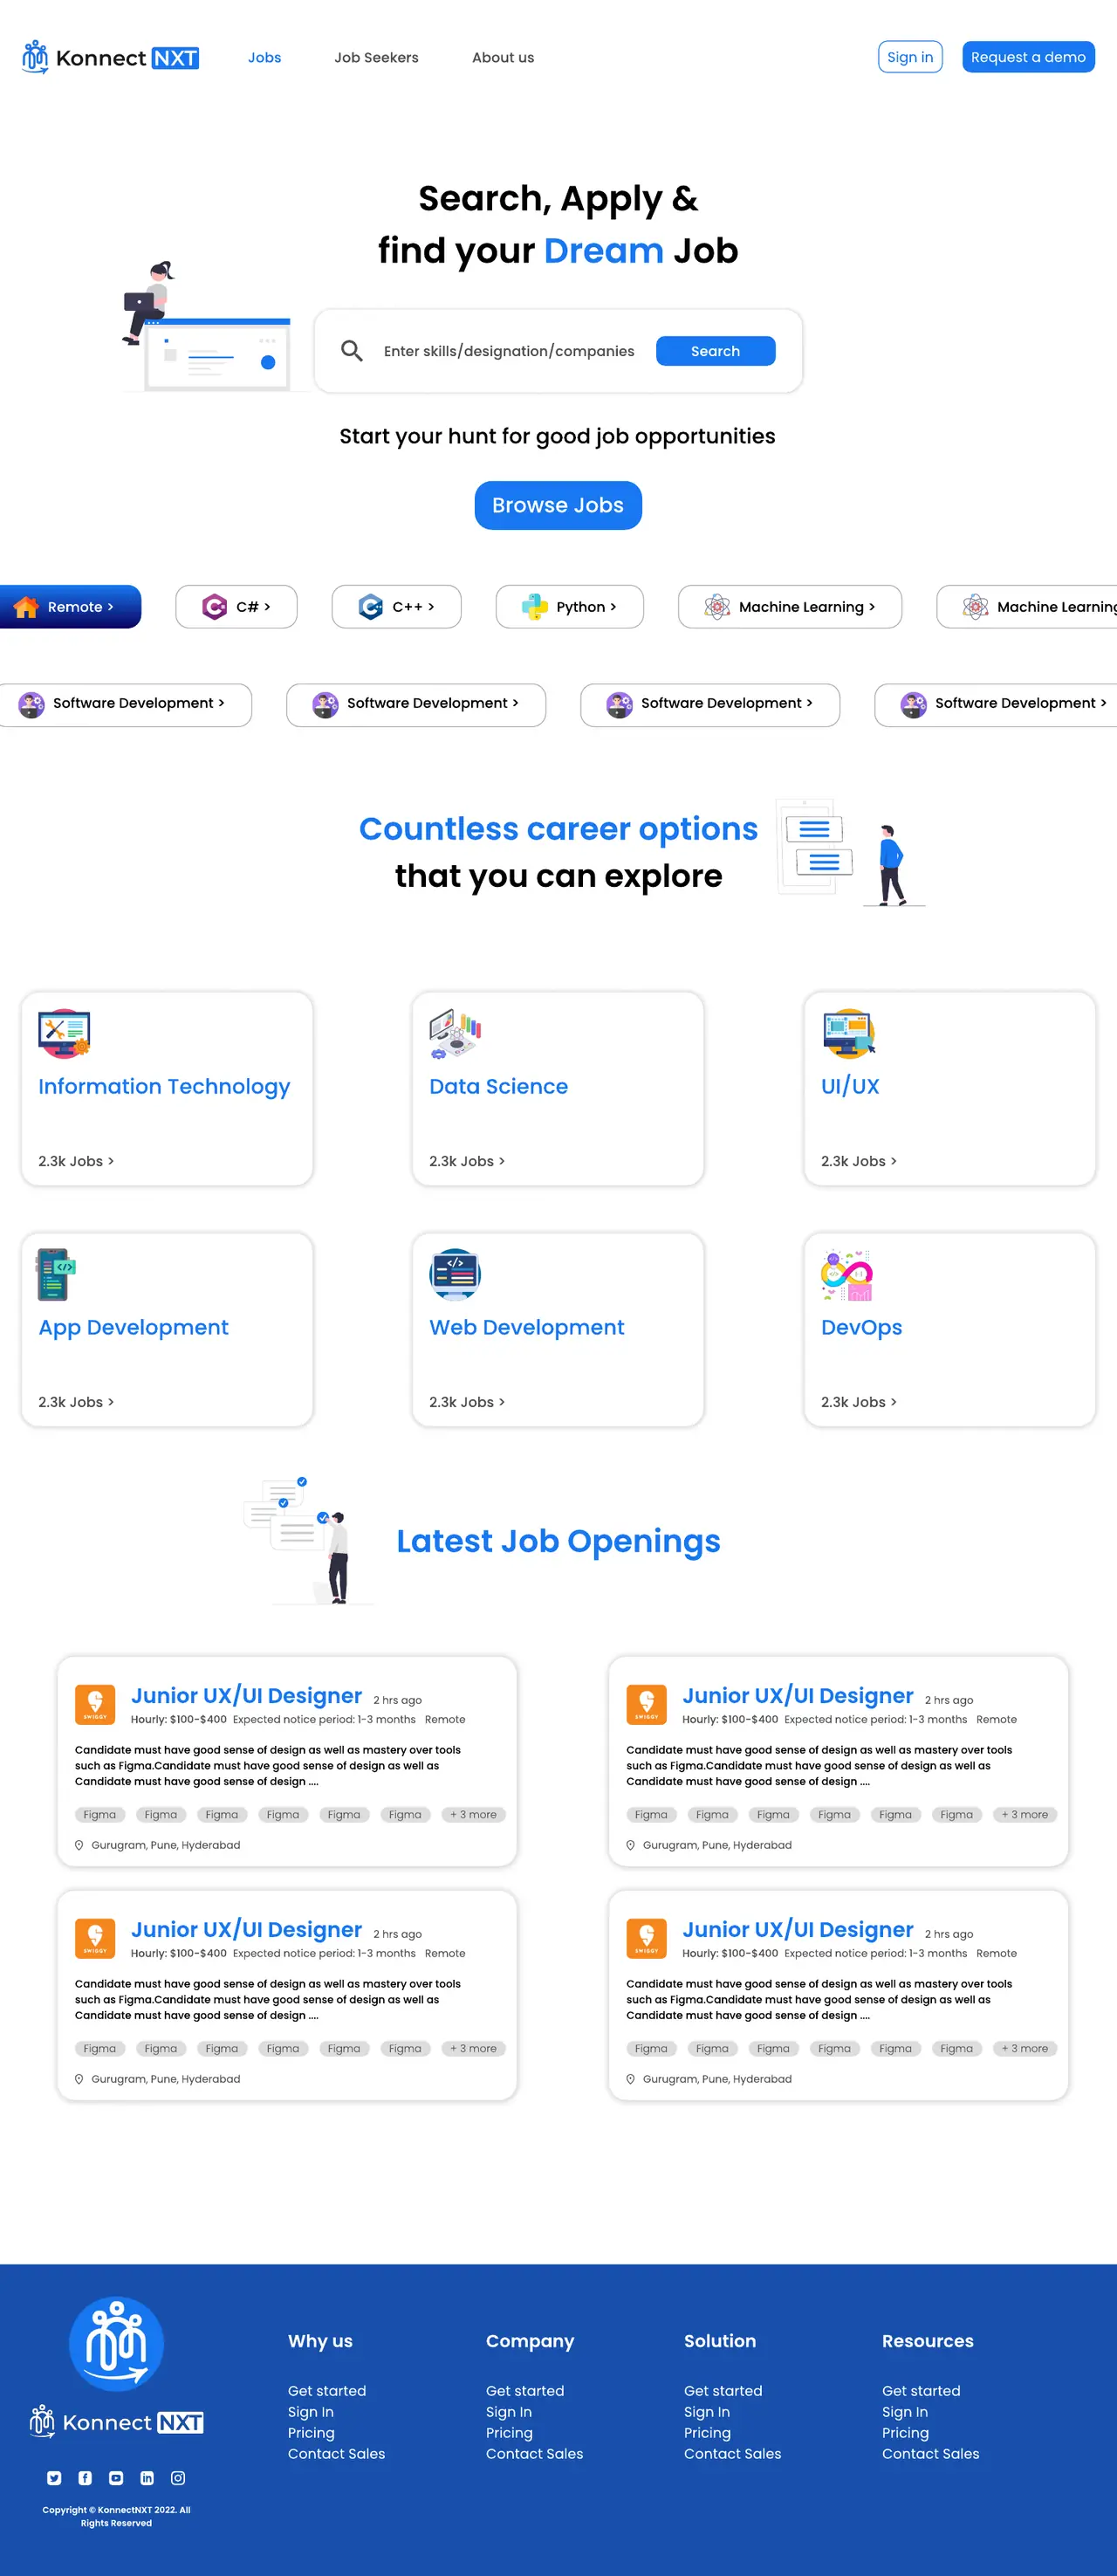 Konnect NXT
Jobs
Job Seekers
About us
Sign in
Request a demo
Search, Apply &
find your Dream Job
Enter skills/designation/companies
Search
Start your hunt for good job opportunities
Browse Jobs
Remote >
C# >
C++ >
Python >
Machine Learning >
Machine Learning
Software Development >
Software Development >
Software Development >
Software Development >
Countless career options
that you can explore
Information Technology
2.3k Jobs >
Data Science
2.3k Jobs >
UI/UX
2.3k Jobs >
App Development
2.3k Jobs >
Web Development
2.3k Jobs >
DevOps
2.3k Jobs >
Latest Job Openings
SWIGGY
Junior UX/UI Designer 2 hrs ago
Hourly: $100-$400 Expected notice period: 1-3 months Remote
Candidate must have good sense of design as well as mastery over tools
such as Figma.Candidate must have good sense of design as well as
Candidate must have good sense of design ....
Figma Figma Figma Figma Figma Figma + 3 more
Gurugram, Pune, Hyderabad
SWIGGY
Junior UX/UI Designer 2 hrs ago
Hourly: $100-$400 Expected notice period: 1-3 months Remote
Candidate must have good sense of design as well as mastery over tools
such as Figma.Candidate must have good sense of design as well as
Candidate must have good sense of design ....
Figma Figma Figma Figma Figma Figma + 3 more
Gurugram, Pune, Hyderabad
SWIGGY
Junior UX/UI Designer 2 hrs ago
Hourly: $100-$400 Expected notice period: 1-3 months Remote
Candidate must have good sense of design as well as mastery over tools
such as Figma.Candidate must have good sense of design as well as
Candidate must have good sense of design ....
Figma Figma Figma Figma Figma Figma + 3 more
Gurugram, Pune, Hyderabad
SWIGGY
Junior UX/UI Designer 2 hrs ago
Hourly: $100-$400 Expected notice period: 1-3 months Remote
Candidate must have good sense of design as well as mastery over tools
such as Figma.Candidate must have good sense of design as well as
Candidate must have good sense of design ....
Figma Figma Figma Figma Figma Figma + 3 more
Gurugram, Pune, Hyderabad
Konnect NXT
Copyright © KonnectNXT 2022. All
Rights Reserved
Why us
Get started
Sign In
Pricing
Contact Sales
Company
Get started
Sign In
Pricing
Contact Sales
Solution
Get started
Sign In
Pricing
Contact Sales
Resources
Get started
Sign In
Pricing
Contact Sales